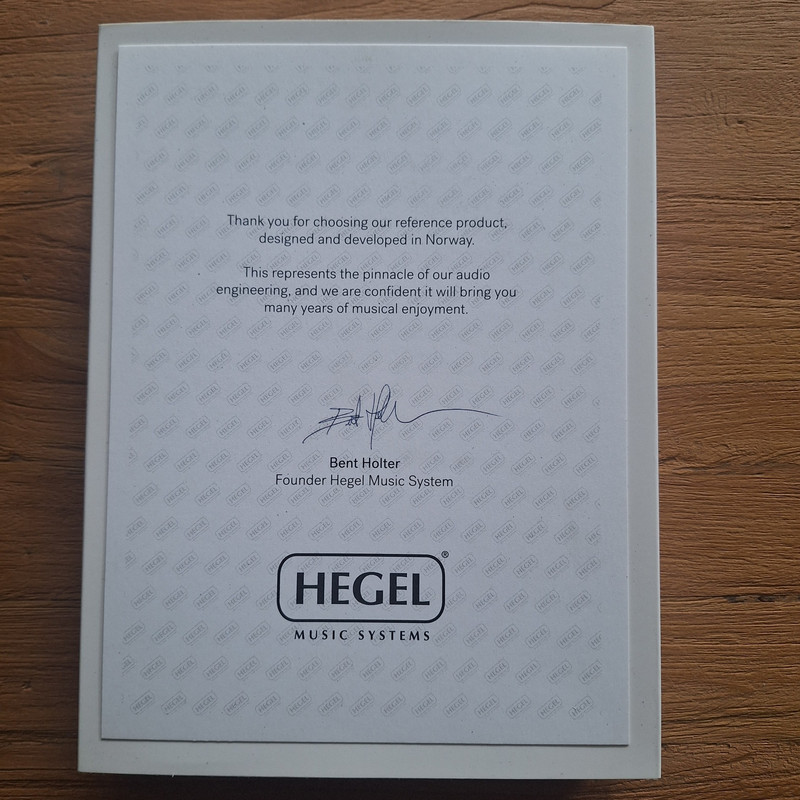 Thank you for choosing our reference product,
designed and developed in Norway.
This represents the pinnacle of our audio
engineering, and we are confident it will bring you
many years of musical enjoyment.
Bent Holter
Bent Holter
Founder Hegel Music System
HEGEL®
MUSIC SYSTEMS